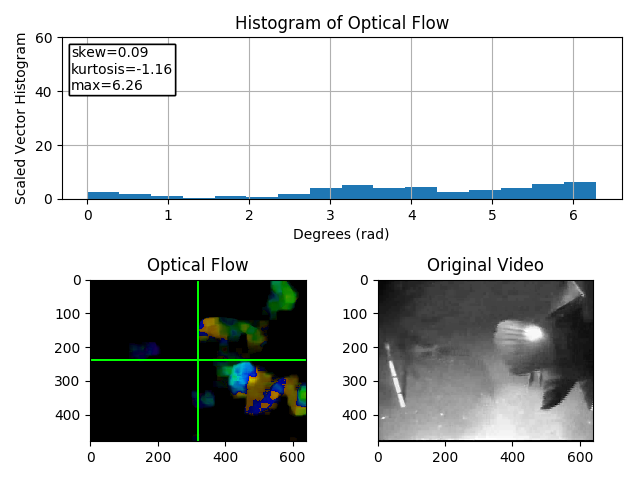 Histogram of Optical Flow
60
40
20
0
Scaled Vector Histogram
skew=0.09
kurtosis=-1.16
max=6.26
0 1 2 3 4 5 6
Degrees (rad)
Optical Flow
0
100
200
300
400
0 200 400 600
Original Video
0
100
200
300
400
0 200 400 600